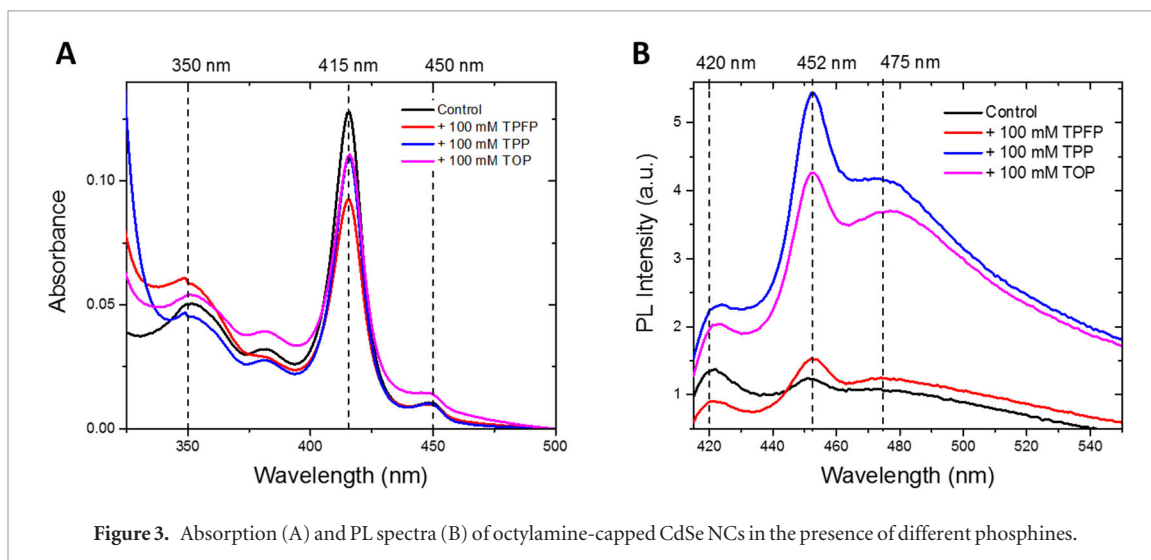 A
350 nm 415 nm 450 nm
Control
+ 100 mM TPFP
+ 100 mM TPP
+ 100 mM TOP
0.10
0.05
0.00
Absorbance
350 400 450 500
Wavelength (nm)
B
420 nm 452 nm 475 nm
Control
+ 100 mM TPFP
+ 100 mM TPP
+ 100 mM TOP
5
4
3
2
1
PL Intensity (a.u.)
420 440 460 480 500 520 540
Wavelength (nm)
Figure 3. Absorption (A) and PL spectra (B) of octylamine-capped CdSe NCs in the presence of different phosphines.